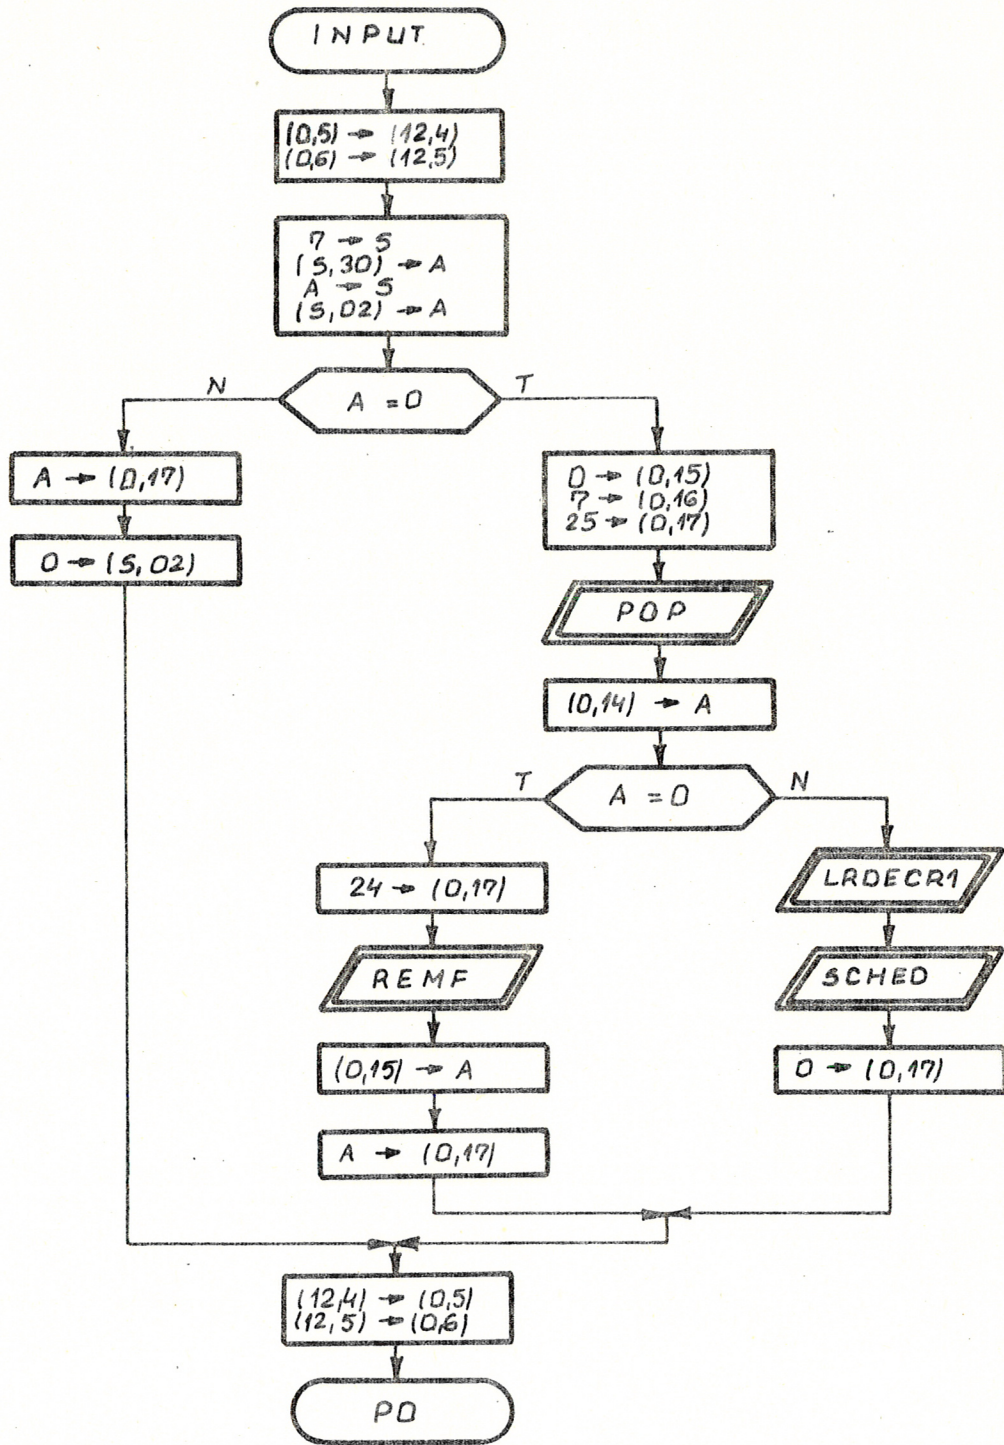 INPUT
(0,5) → (12,4)
(0,6) → (12,5)
7 → S
(S,30) → A
A → S
(S,02) → A
N
A = 0
T
A → (0,17)
0 → (S,02)
0 → (0,15)
7 → (0,16)
25 → (0,17)
POP
(0,14) → A
T
A = 0
N
24 → (0,17)
LRDECR1
REMF
SCHED
(0,15) → A
0 → (0,17)
A → (0,17)
(12,4) → (0,5)
(12,5) → (0,6)
PO